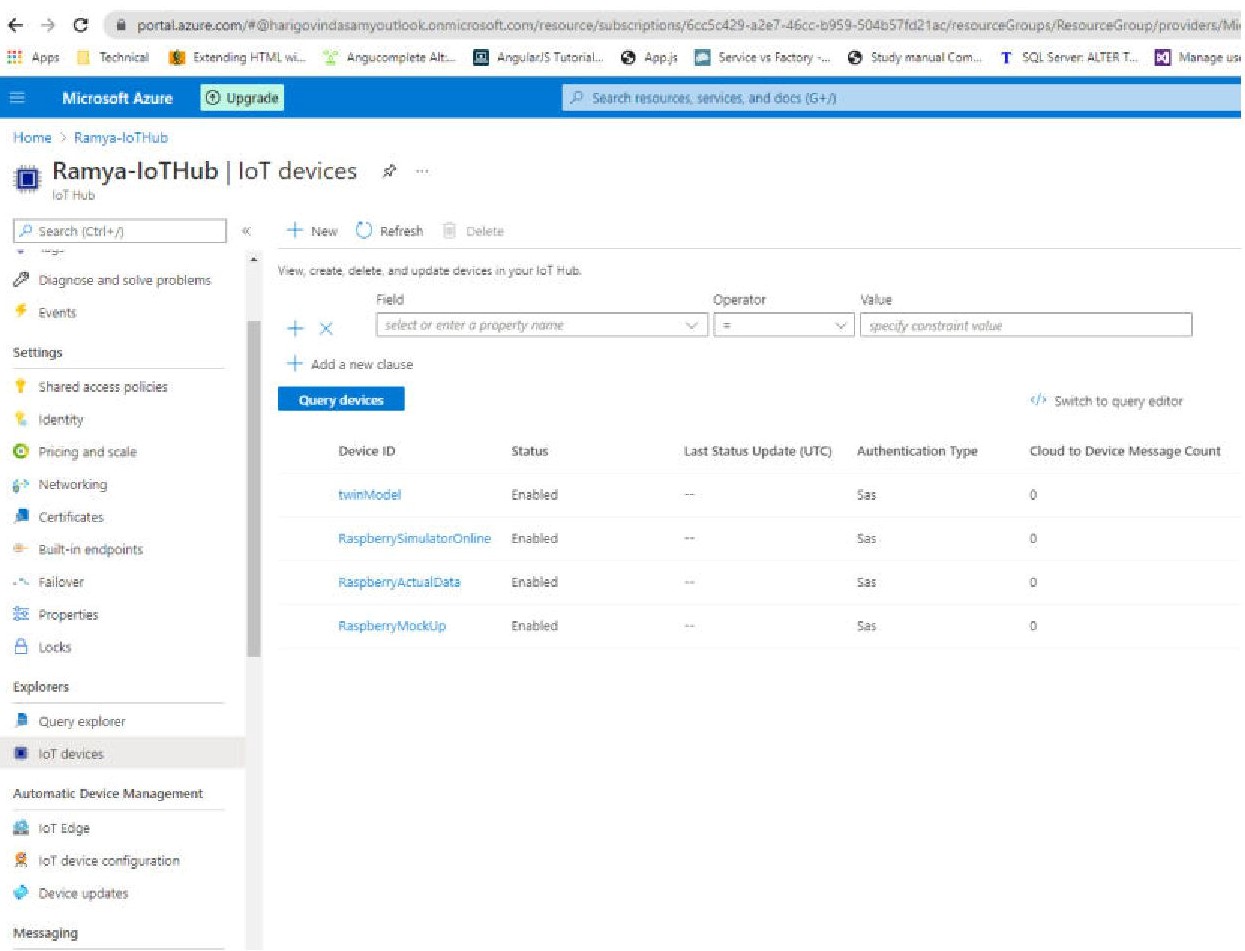 portal.azure.com/#@harigovindasamyoutlook.onmicrosoft.com/resource/subscriptions/6cc5c429-a2e7-46cc-b959-504b57fd21ac/resourceGroups/ResourceGroup/providers/Mi
Apps Technical Extending HTML wi... Angucomplete Alt:... AngularJS Tutorial... App.js Service vs Factory -... Study manual Com... SQL Server: ALTER T... Manage use
Microsoft Azure Upgrade Search resources, services, and docs (G+/)
Home > Ramya-IoTHub
Ramya-IoTHub | IoT devices ...
IoT Hub
Search (Ctrl+/) «
+ New Refresh Delete
Diagnose and solve problems
Events
Settings
Shared access policies
Identity
Pricing and scale
Networking
Certificates
Built-in endpoints
Failover
Properties
Locks
Explorers
Query explorer
IoT devices
Automatic Device Management
IoT Edge
IoT device configuration
Device updates
Messaging
View, create, delete, and update devices in your IoT Hub.
Field Operator Value
select or enter a property name = specify constraint value
+ Add a new clause
Query devices </> Switch to query editor
Device ID Status Last Status Update (UTC) Authentication Type Cloud to Device Message Count
twinModel Enabled -- Sas 0
RaspberrySimulatorOnline Enabled -- Sas 0
RaspberryActualData Enabled -- Sas 0
RaspberryMockUp Enabled -- Sas 0